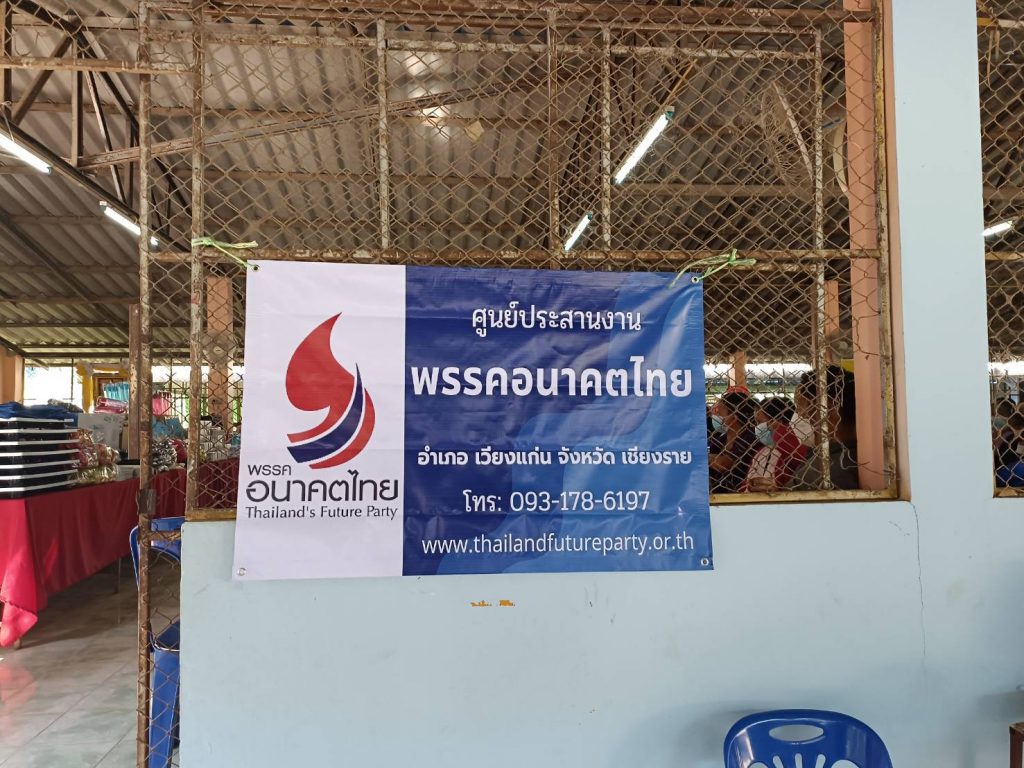 พรรค
อนาคตไทย
Thailand's Future Party
ศูนย์ประสานงาน
พรรคอนาคตไทย
อำเภอ เวียงแก่น จังหวัด เชียงราย
โทร: 093-178-6197
www.thailandfutureparty.or.th